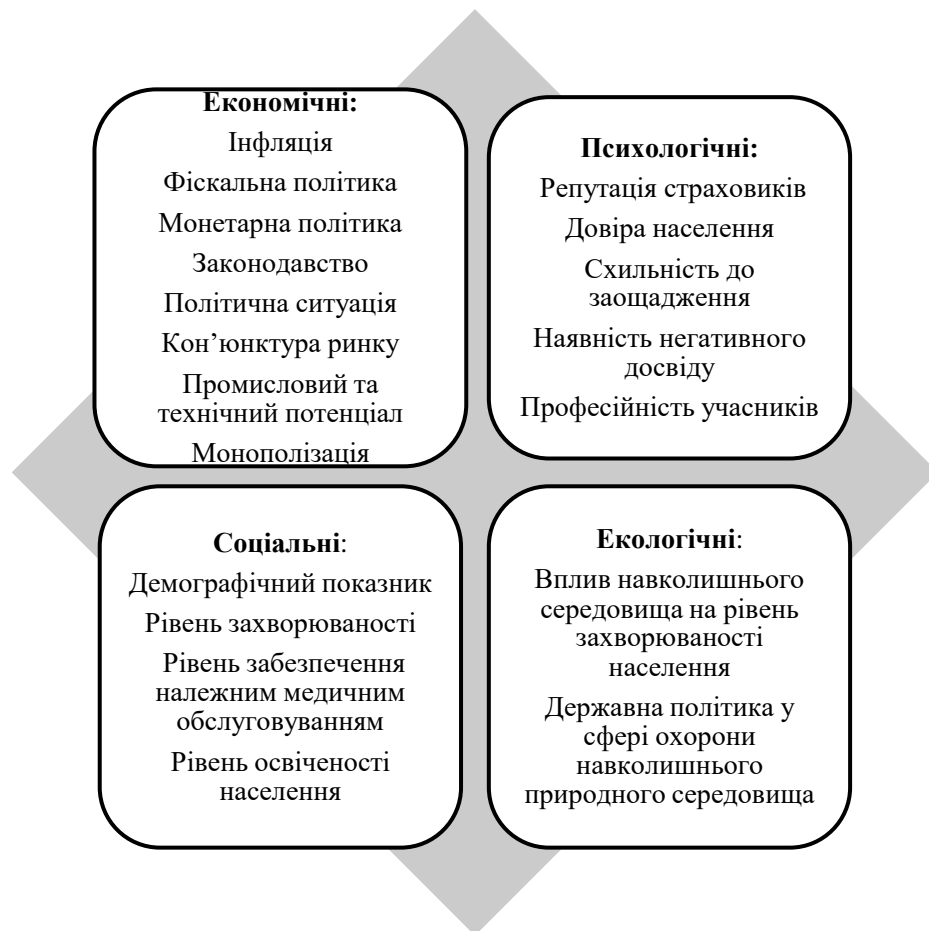 Економічні:
Інфляція
Фіскальна політика
Монетарна політика
Законодавство
Політична ситуація
Кон’юнктура ринку
Промисловий та
технічний потенціал
Монополізація
Психологічні:
Репутація страховиків
Довіра населення
Схильність до
заощадження
Наявність негативного
досвіду
Професійність учасників
Соціальні:
Демографічний показник
Рівень захворюваності
Рівень забезпечення
належним медичним
обслуговуванням
Рівень освіченості
населення
Екологічні:
Вплив навколишнього
середовища на рівень
захворюваності
населення
Державна політика у
сфері охорони
навколишнього
природного середовища